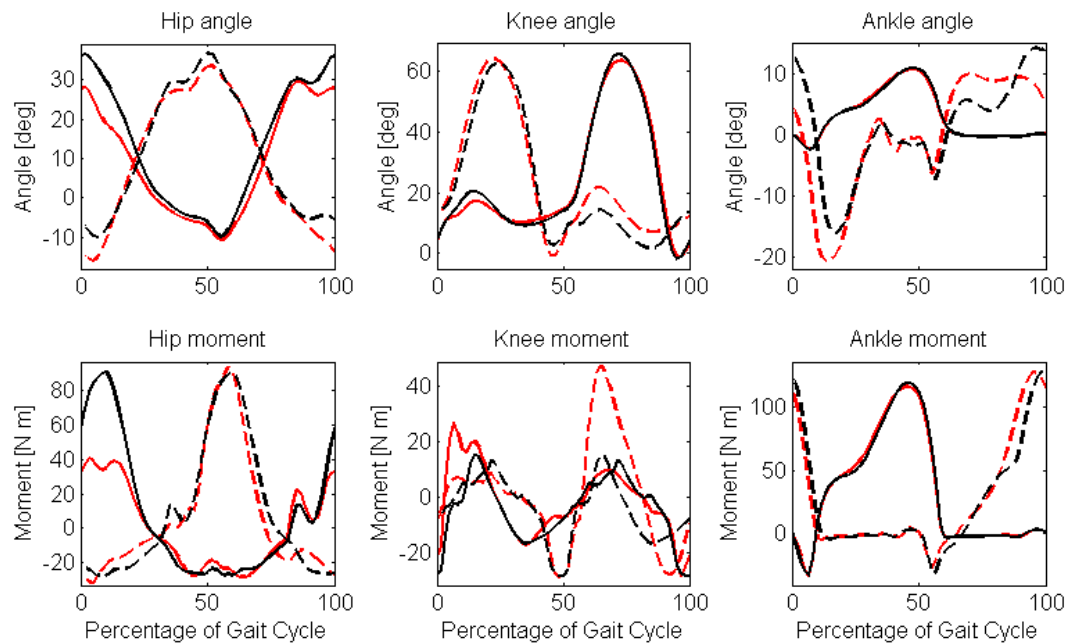 Hip angle
Knee angle
Ankle angle
Angle [deg]
30
20
10
0
-10
0
50
100
Angle [deg]
60
40
20
0
0
50
100
Angle [deg]
10
0
-10
-20
0
50
100
Hip moment
Knee moment
Ankle moment
Moment [N m]
80
60
40
20
0
-20
0
50
100
Percentage of Gait Cycle
Moment [N m]
40
20
0
-20
0
50
100
Percentage of Gait Cycle
Moment [N m]
100
50
0
0
50
100
Percentage of Gait Cycle